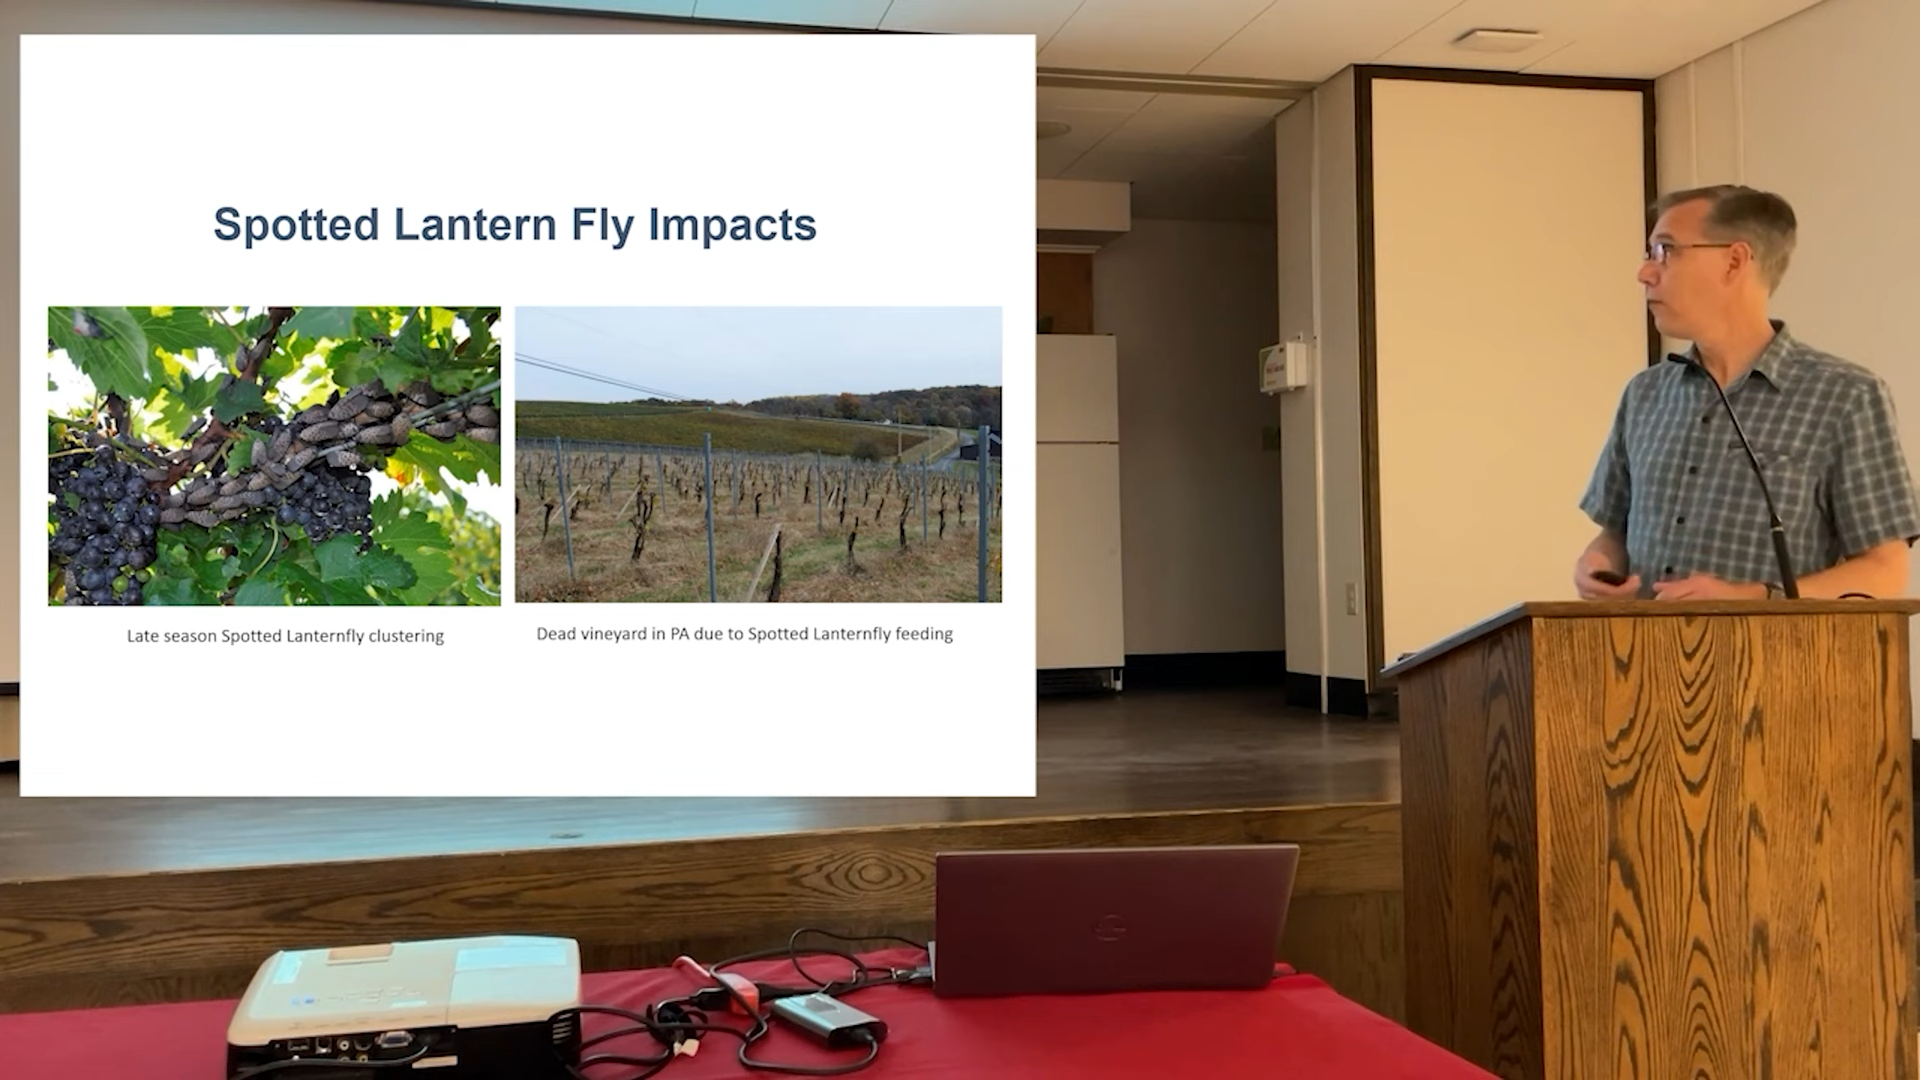 Spotted Lantern Fly Impacts
Late season Spotted Lanternfly clustering
Dead vineyard in PA due to Spotted Lanternfly feeding